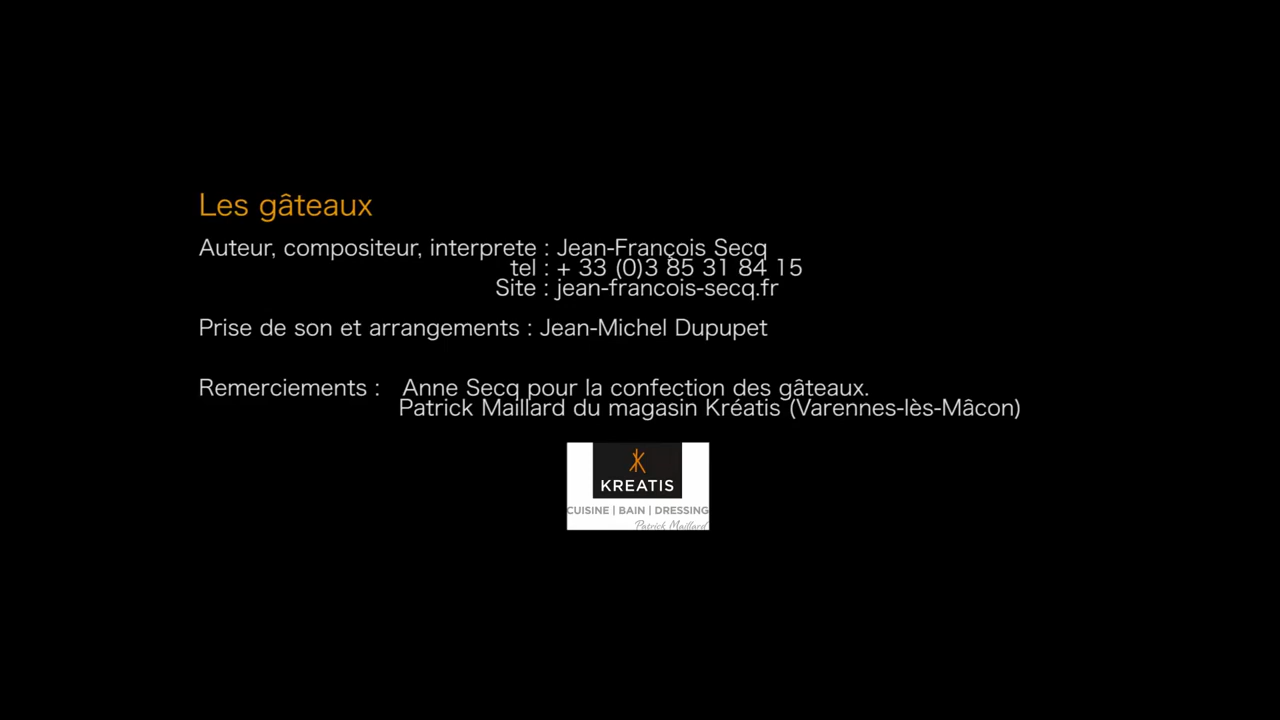 Les gâteaux
Auteur, compositeur, interprete : Jean-François Secq
tel : + 33 (0)3 85 31 84 15
Site : jean-francois-secq.fr
Prise de son et arrangements : Jean-Michel Dupupet
Remerciements : Anne Secq pour la confection des gâteaux.
Patrick Maillard du magasin Kréatis (Varennes-lès-Mâcon)
KREATIS
CUISINE | BAIN | DRESSING
Patrick Maillard